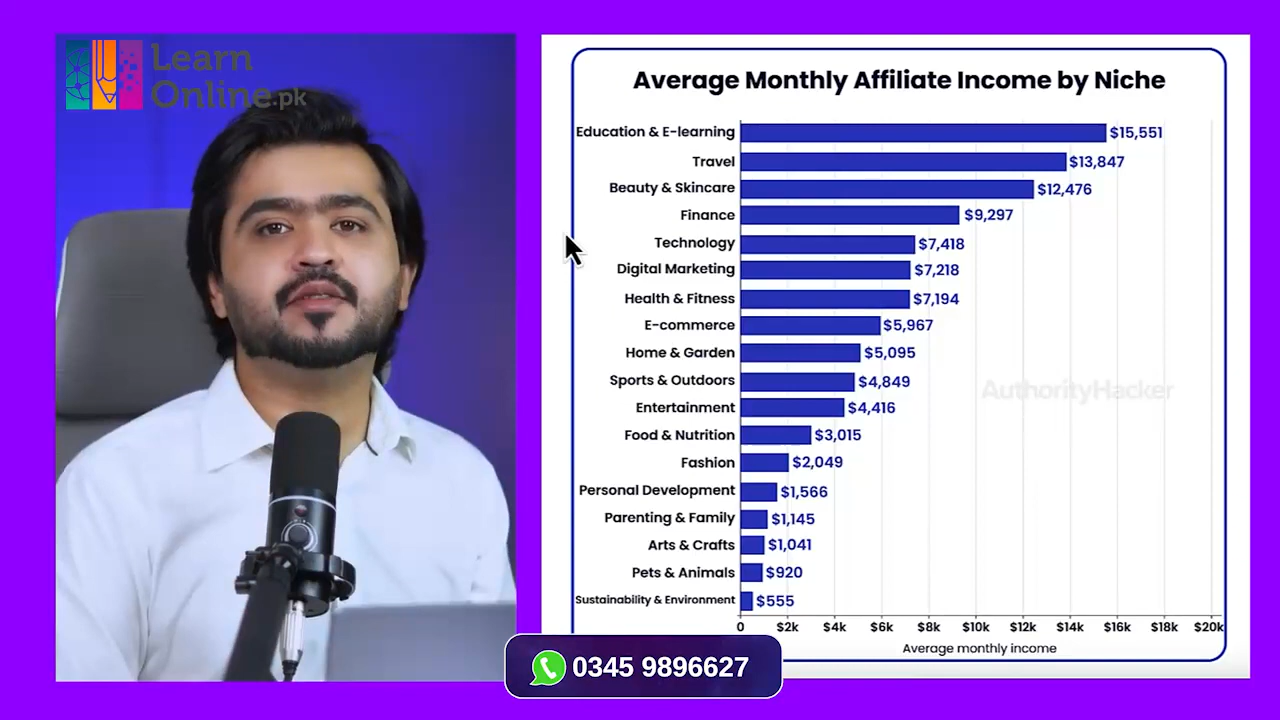 Learn
Online.pk
Average Monthly Affiliate Income by Niche
Education & E-learning $15,551
Travel $13,847
Beauty & Skincare $12,476
Finance $9,297
Technology $7,418
Digital Marketing $7,218
Health & Fitness $7,194
E-commerce $5,967
Home & Garden $5,095
Sports & Outdoors $4,849
AuthorityHacker
Entertainment $4,416
Food & Nutrition $3,015
Fashion $2,049
Personal Development $1,566
Parenting & Family $1,145
Arts & Crafts $1,041
Pets & Animals $920
Sustainability & Environment $555
0 $2k $4k $6k $8k $10k $12k $14k $16k $18k $20k
Average monthly income
0345 9896627